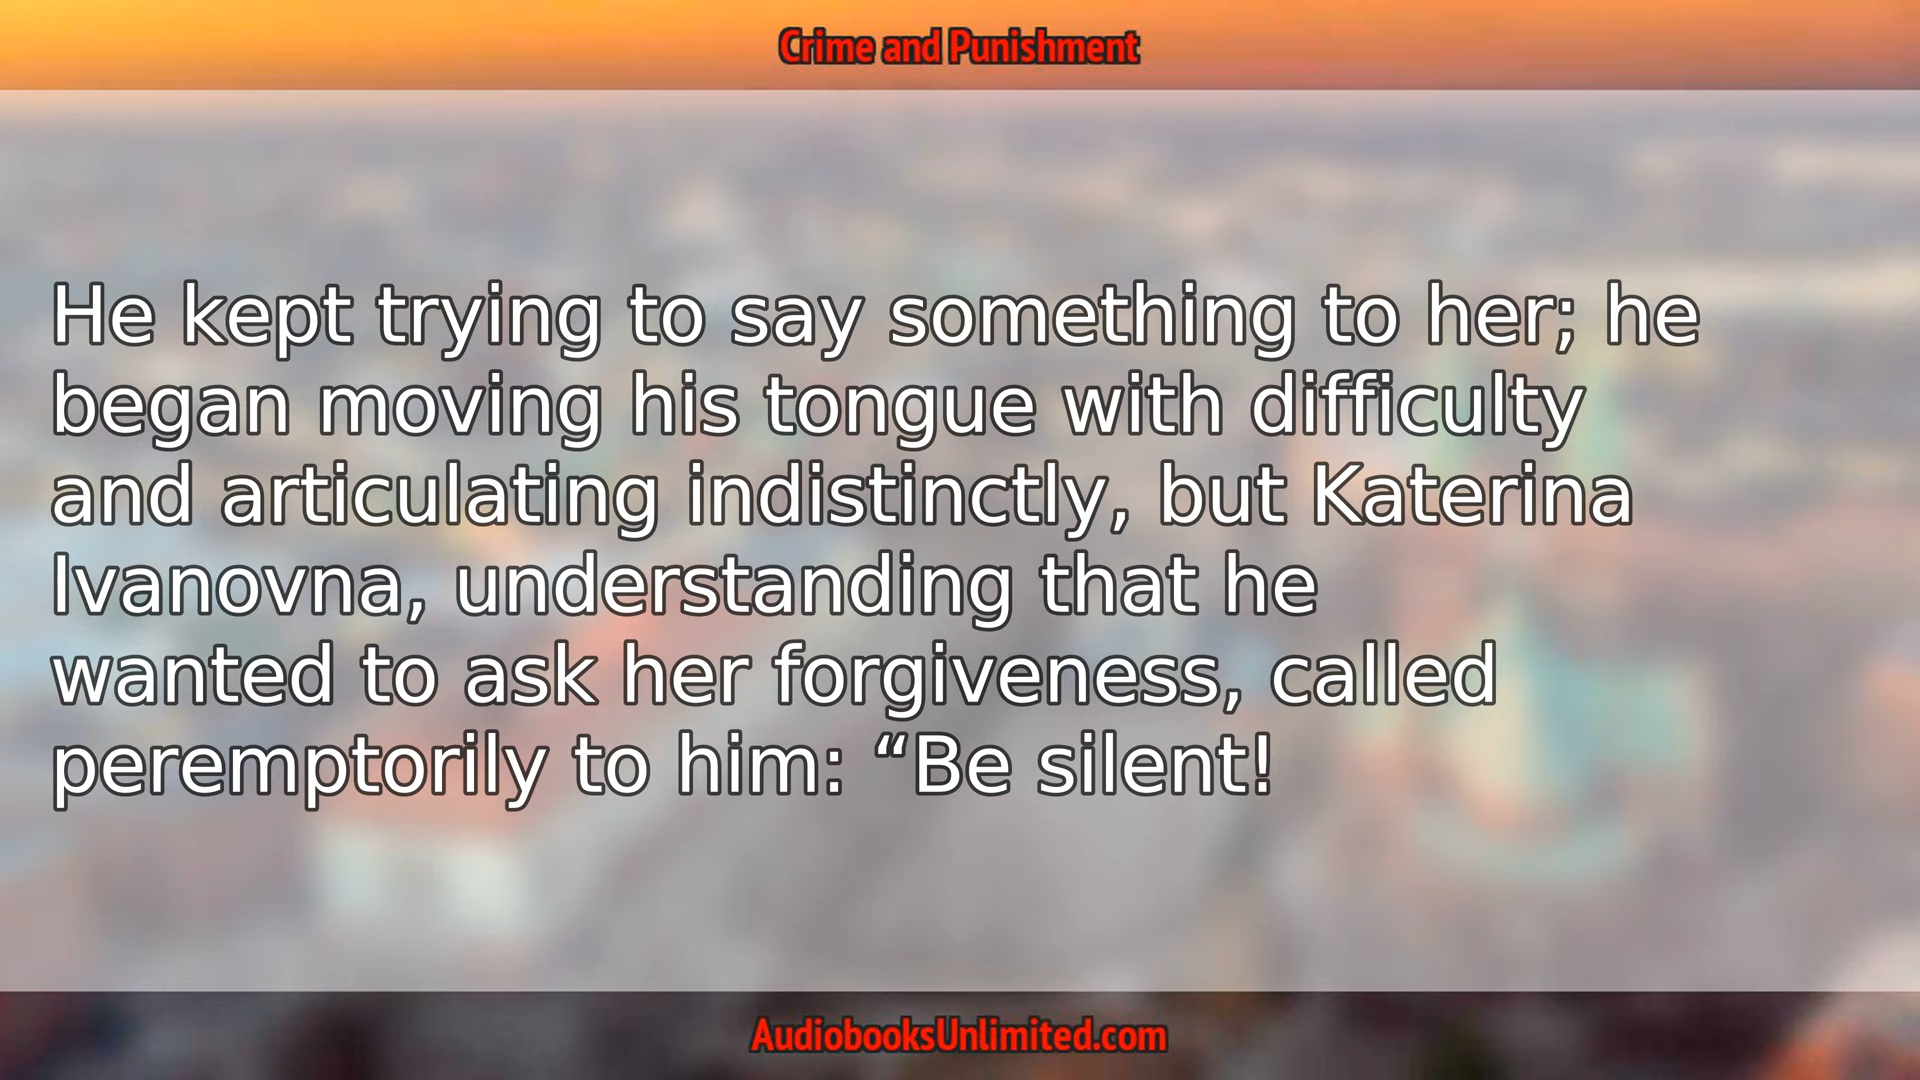 Crime and Punishment
He kept trying to say something to her; he
began moving his tongue with difficulty
and articulating indistinctly, but Katerina
Ivanovna, understanding that he
wanted to ask her forgiveness, called
peremptorily to him: “Be silent!
AudiobooksUnlimited.com